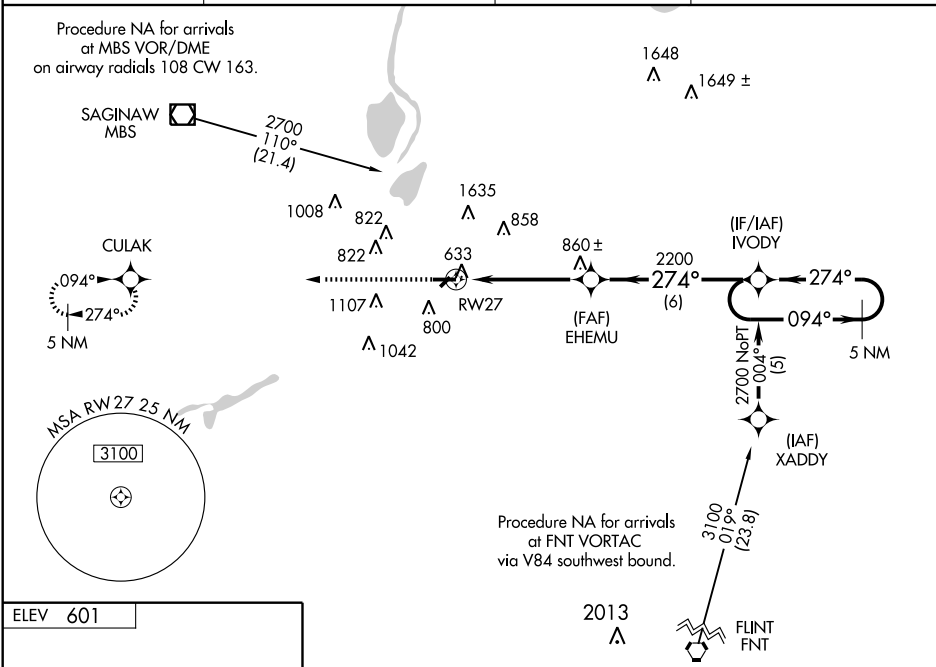 Procedure NA for arrivals
at MBS VOR/DME
on airway radials 108 CW 163.
1648
1649 ±
SAGINAW
MBS
2700
110°
(21.4)
1635
1008
822
858
822
CULAK
094°
274°
5 NM
633
RW27
860 ±
(FAF)
EHEMU
2200
274°
(6)
(IF/IAF)
IVODY
274°
094°
5 NM
1107
800
1042
2700 NoPT
004°
(5)
(IAF)
XADDY
MSA RW 27 25 NM
3100
3100
019°
(23.8)
Procedure NA for arrivals
at FNT VORTAC
via V84 southwest bound.
2013
FLINT
FNT
ELEV 601